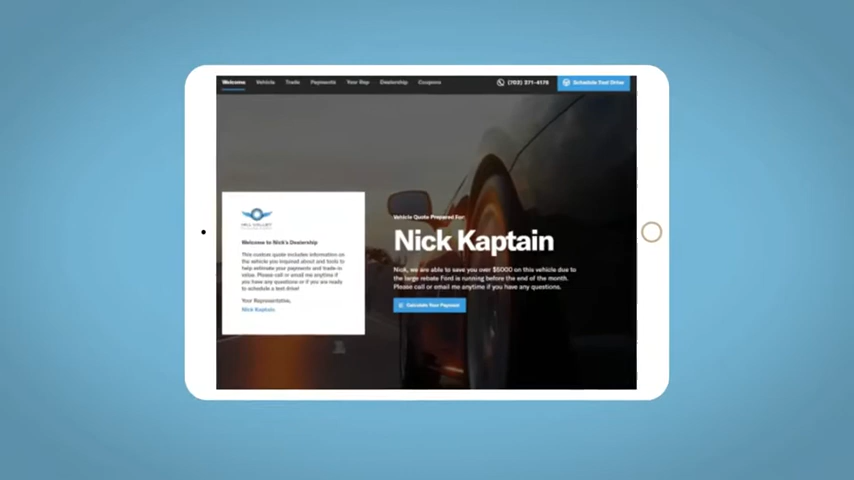 Welcome Vehicle Trade Payments Your Rep Dealership Coupons (702) 271-4175 Schedule Test Drive
Welcome to Nick's Dealership
This custom quote includes information on
the vehicle you inquired about and tools to
help estimate your payments and trade-in
value. Please call or email me anytime if
you have any questions or if you are ready
to schedule a test drive!
Your Representative,
Nick Kaptain
Vehicle Quote Prepared For:
Nick Kaptain
Nick, we are able to save you over $6000 on this vehicle due to
the large rebate Ford is running before the end of the month.
Please call or email me anytime if you have any questions.
Calculate Your Payment